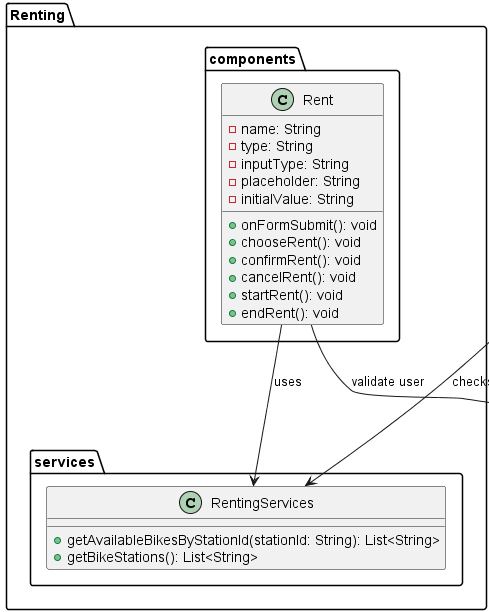 Renting
components
C Rent
name: String
type: String
inputType: String
placeholder: String
initialValue: String
onFormSubmit(): void
chooseRent(): void
confirmRent(): void
cancelRent(): void
startRent(): void
endRent(): void
uses
validate user
checks
services
C RentingServices
getAvailableBikesByStationId(stationId: String): List<String>
getBikeStations(): List<String>